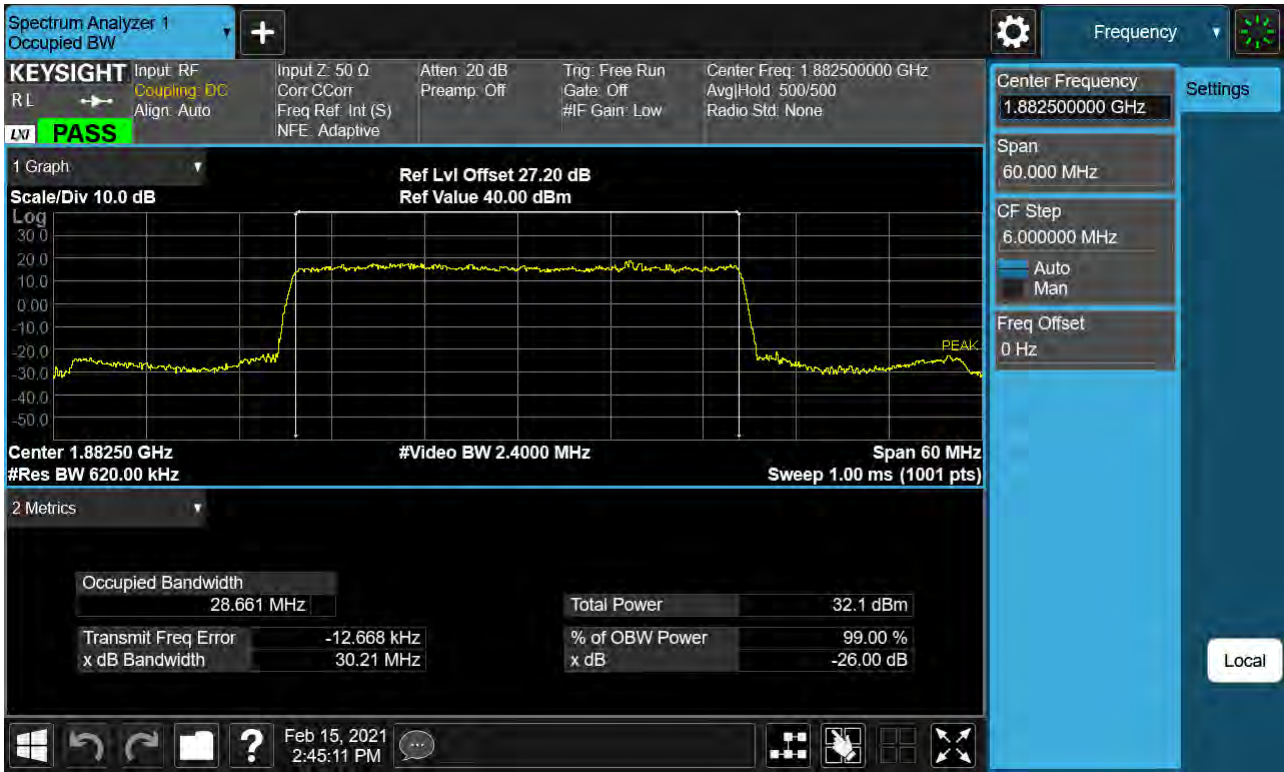 Spectrum Analyzer 1
Occupied BW
Frequency
KEYSIGHT
RL
LXI
PASS
Input: RF
Coupling: DC
Align: Auto
Input Z: 50 Ω
Corr CCorr
Freq Ref: Int (S)
NFE: Adaptive
Atten: 20 dB
Preamp: Off
Trig: Free Run
Gate: Off
#IF Gain: Low
Center Freq: 1.882500000 GHz
Avg|Hold: 500/500
Radio Std: None
Center Frequency
1.882500000 GHz
Settings
Span
60.000 MHz
CF Step
6.000000 MHz
Auto
Man
Freq Offset
0 Hz
1 Graph
Ref Lvl Offset 27.20 dB
Scale/Div 10.0 dB
Ref Value 40.00 dBm
Log
30.0
20.0
10.0
0.00
-10.0
-20.0
-30.0
-40.0
-50.0
PEAK
Center 1.88250 GHz
#Video BW 2.4000 MHz
Span 60 MHz
#Res BW 620.00 kHz
Sweep 1.00 ms (1001 pts)
2 Metrics
Occupied Bandwidth
28.661 MHz
Total Power 32.1 dBm
Transmit Freq Error -12.668 kHz
% of OBW Power 99.00 %
x dB Bandwidth 30.21 MHz
x dB -26.00 dB
Local
?
Feb 15, 2021
2:45:11 PM